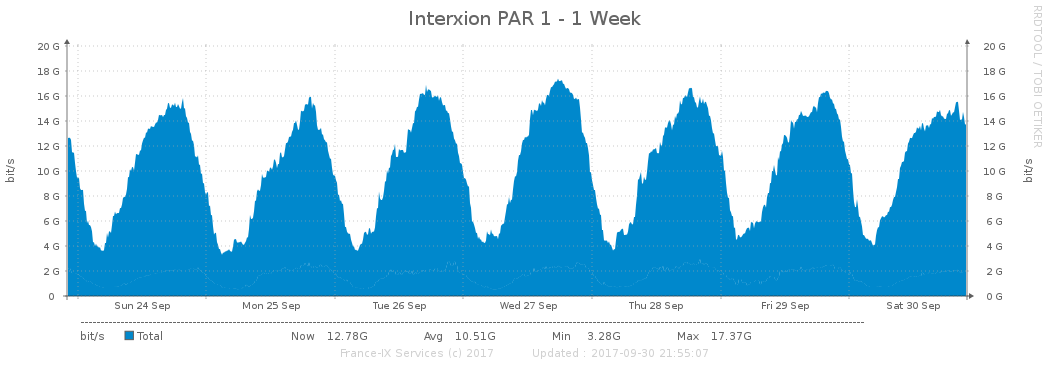 Interxion PAR 1 - 1 Week
RRDTOOL / TOBI OETIKER
20 G 20 G
18 G 18 G
16 G 16 G
14 G 14 G
12 G 12 G
10 G 10 G
8 G 8 G
6 G 6 G
4 G 4 G
2 G 2 G
0 0 G
bit/s bit/s
Sun 24 Sep Mon 25 Sep Tue 26 Sep Wed 27 Sep Thu 28 Sep Fri 29 Sep Sat 30 Sep
bit/s Total Now 12.78G Avg 10.51G Min 3.28G Max 17.37G
France-IX Services (c) 2017 Updated : 2017-09-30 21:55:07